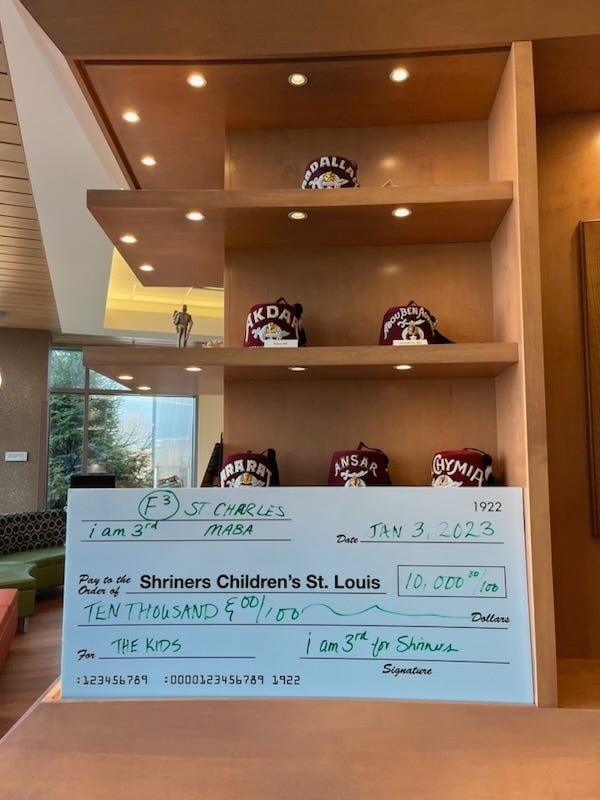 ABDALLAH
AKDAR
ABOU BEN ADHEM
ARARAT
ANSAR
ALCHYMIA
F3 ST CHARLES
i am 3rd MABA
1922
Date JAN 3, 2023
Pay to the Order of Shriners Children's St. Louis
10,000 00/100
TEN THOUSAND & 00/100 Dollars
For THE KIDS
i am 3rd for Shriners
Signature
:123456789 :0000123456789 1922